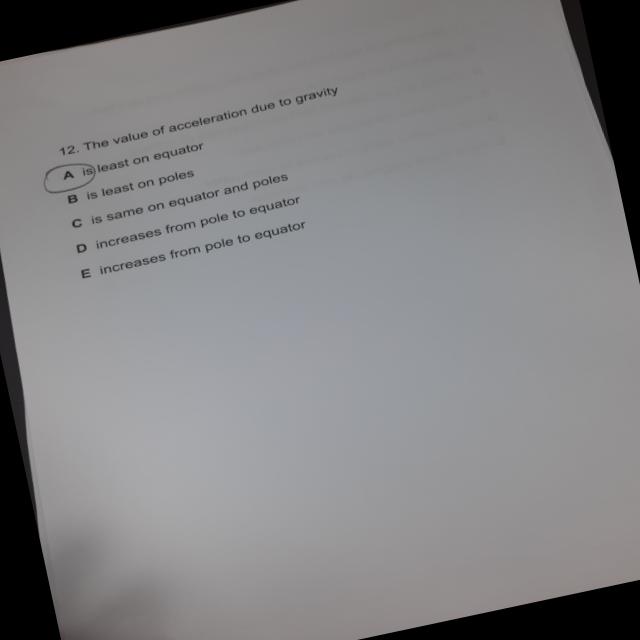 12. The value of acceleration due to gravity
A is least on equator
B is least on poles
C is same on equator and poles
D increases from pole to equator
E increases from pole to equator